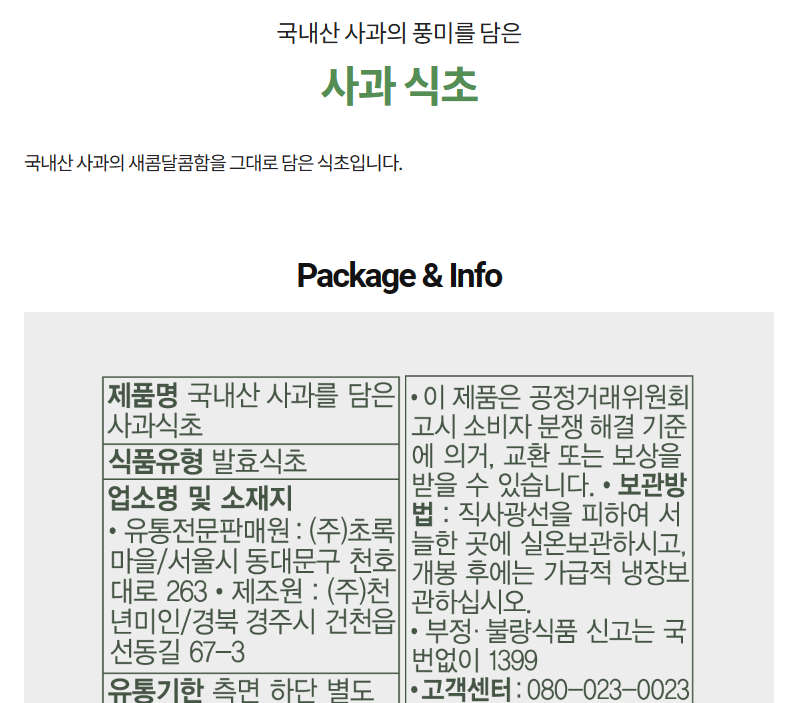 국내산 사과의 풍미를 담은
사과 식초
국내산 사과의 새콤달콤함을 그대로 담은 식초입니다.
Package & Info
제품명 국내산 사과를 담은
사과식초
식품유형 발효식초
업소명 및 소재지
• 유통전문판매원 : (주)초록
마을/서울시 동대문구 천호
대로 263 • 제조원 : (주)천
년미인/경북 경주시 건천읍
선동길 67-3
유통기한 측면 하단 별도
• 이 제품은 공정거래위원회
고시 소비자 분쟁 해결 기준
에 의거, 교환 또는 보상을
받을 수 있습니다. • 보관방
법 : 직사광선을 피하여 서
늘한 곳에 실온보관하시고,
개봉 후에는 가급적 냉장보
관하십시오.
• 부정· 불량식품 신고는 국
번없이 1399
• 고객센터 : 080-023-0023